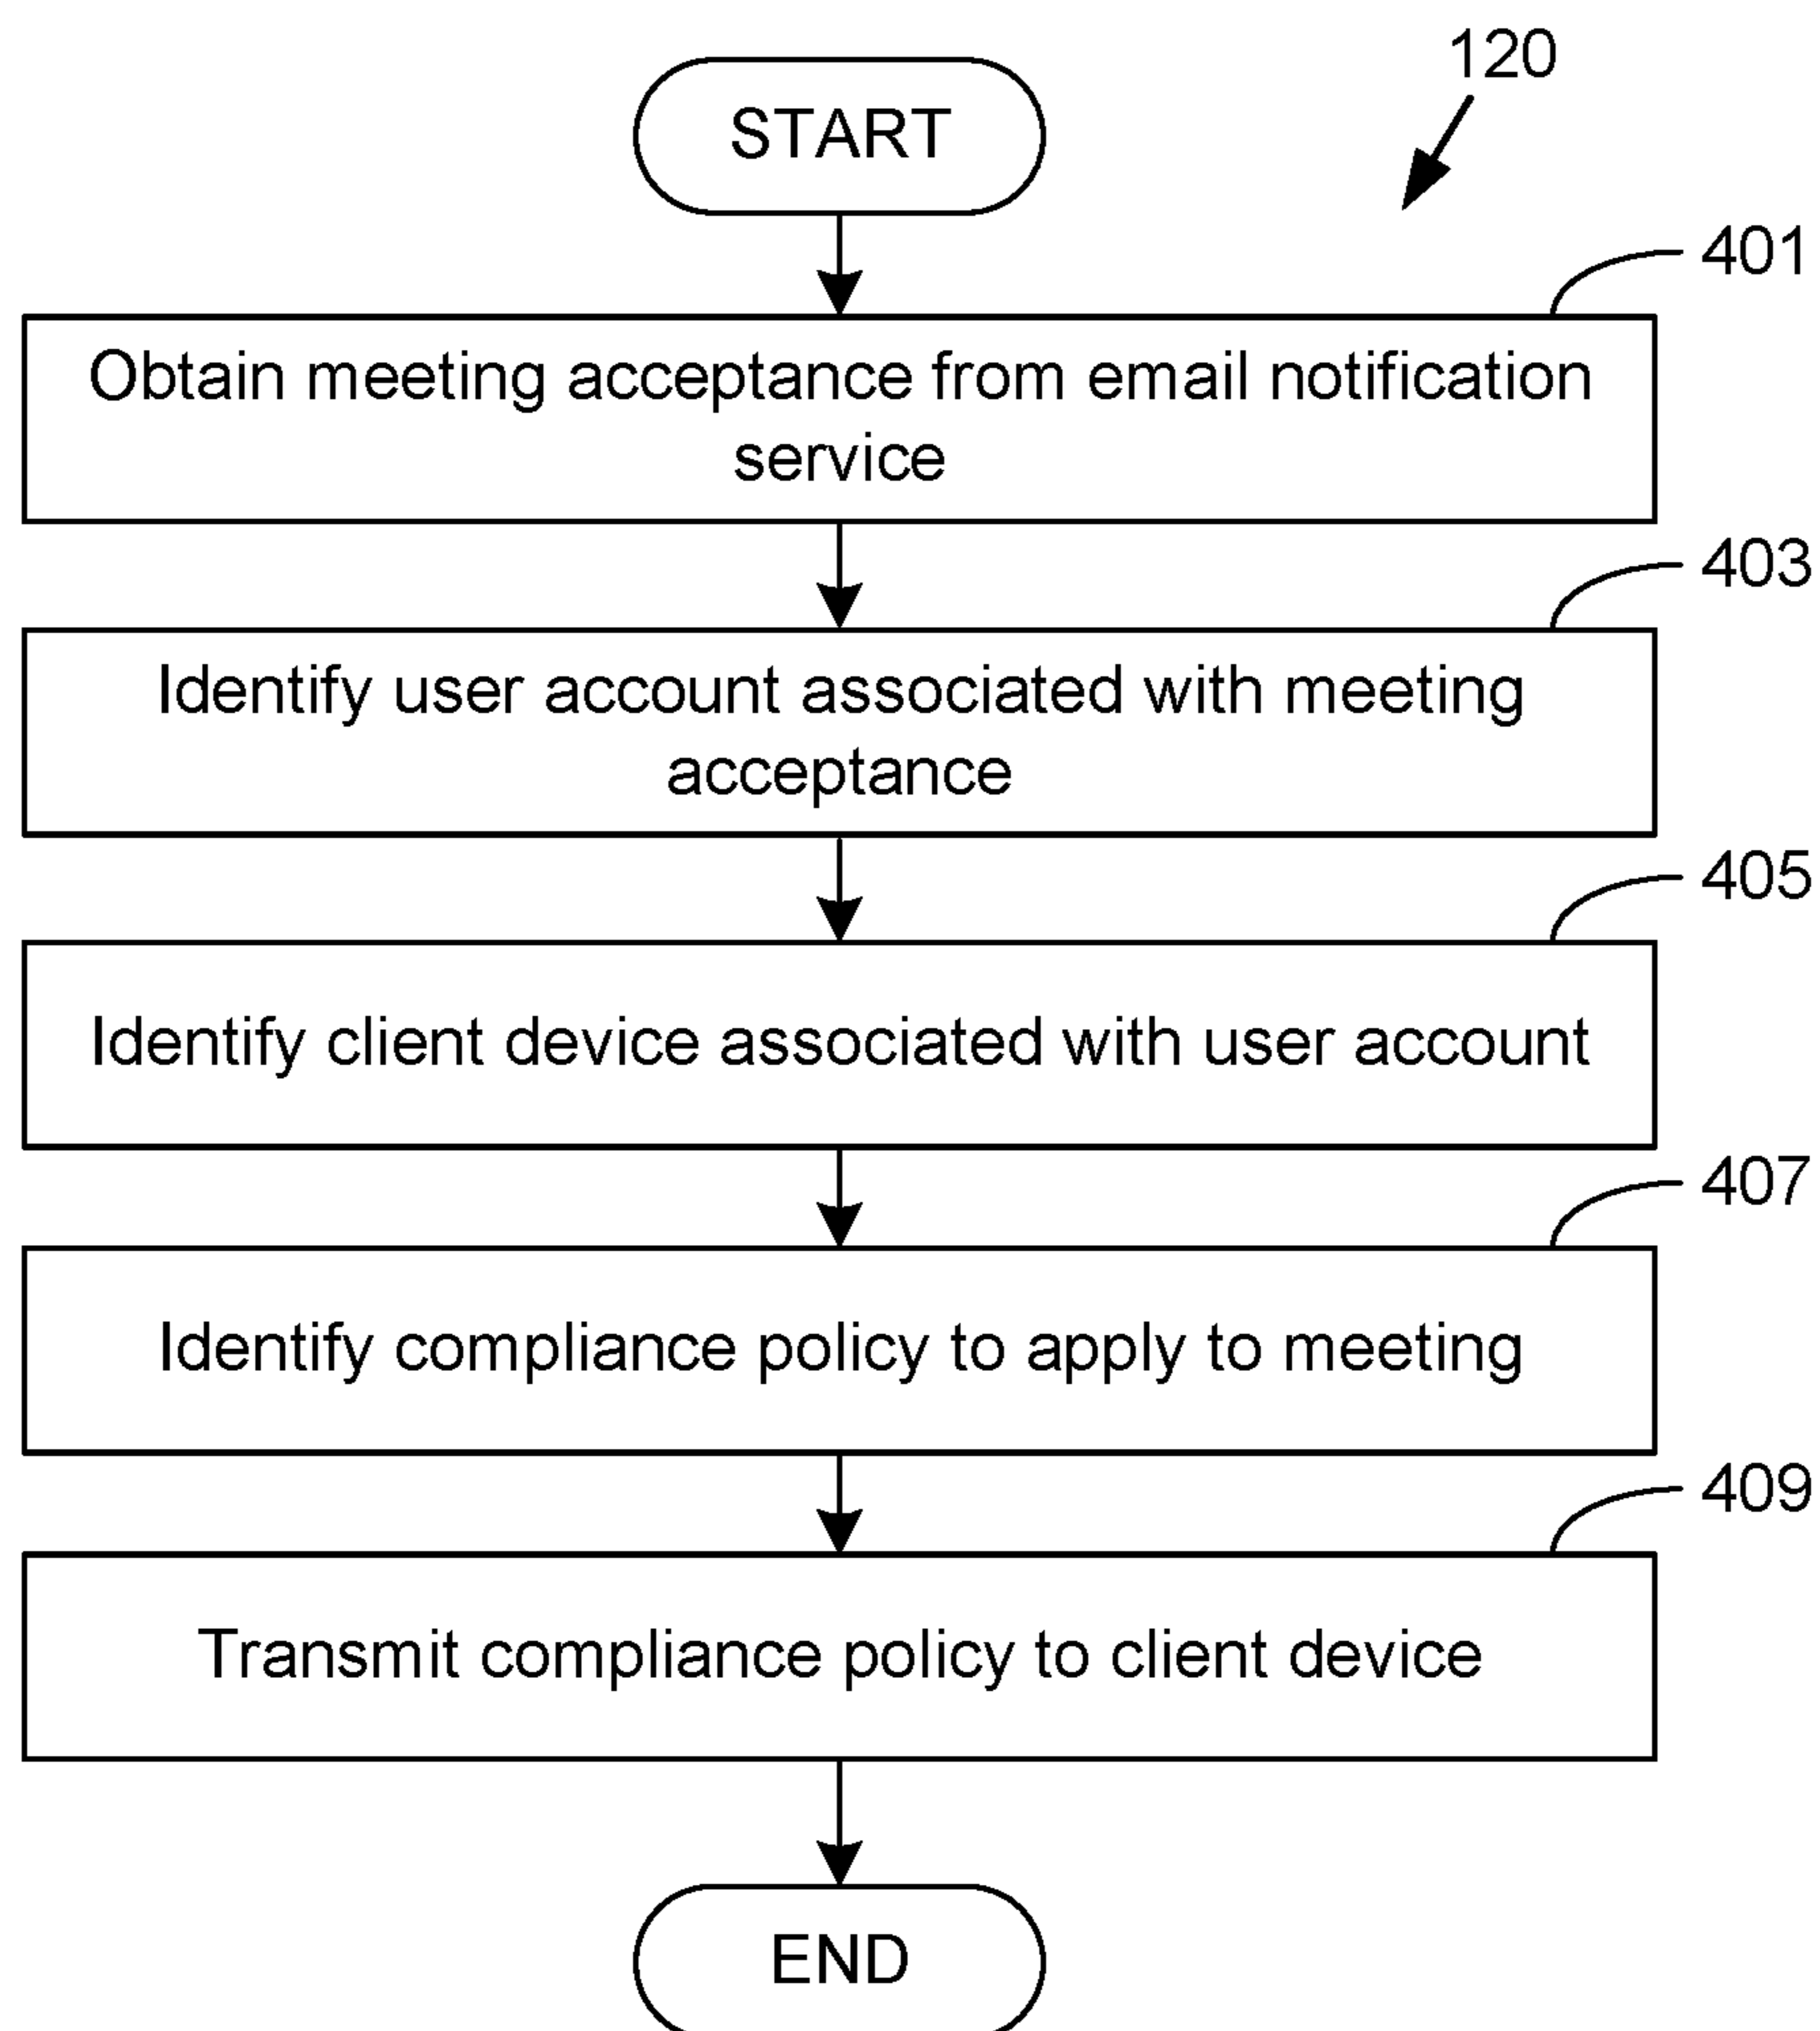 120
START
401
Obtain meeting acceptance from email notification
service
403
Identify user account associated with meeting
acceptance
405
Identify client device associated with user account
407
Identify compliance policy to apply to meeting
409
Transmit compliance policy to client device
END